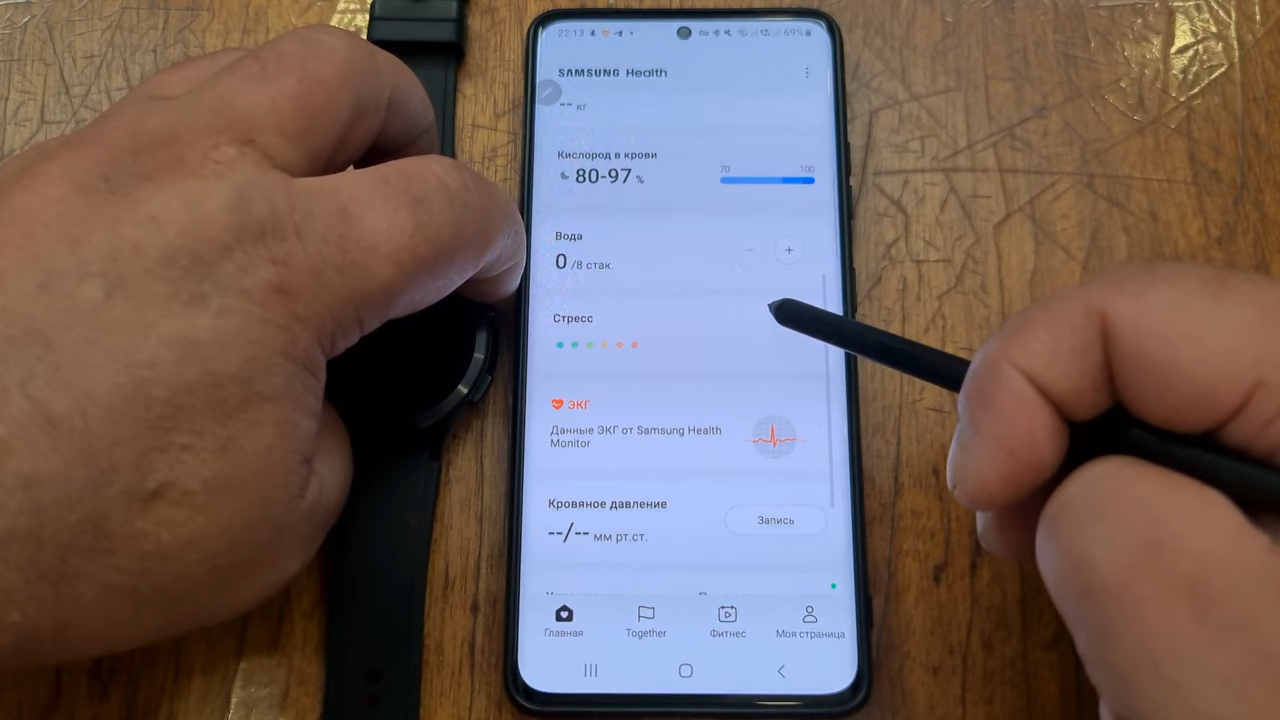 22:13
69%
SAMSUNG Health
-- кг
Кислород в крови
80-97 %
70 100
Вода
0 /8 стак.
Стресс
ЭКГ
Данные ЭКГ от Samsung Health
Monitor
Кровяное давление
--/-- мм рт.ст.
Запись
Главная
Together
Фитнес
Моя страница